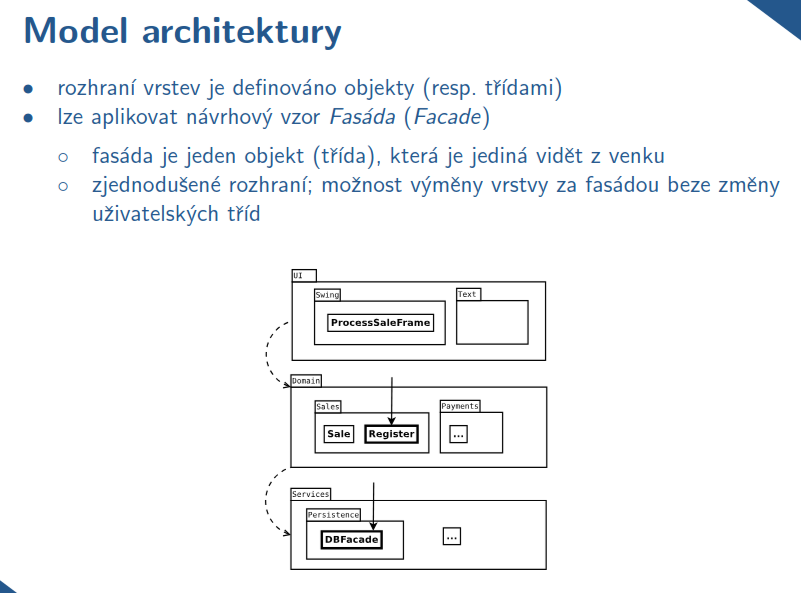 Model architektury
● rozhraní vrstev je definováno objekty (resp. třídami)
● lze aplikovat návrhový vzor Fasáda (Facade)
○ fasáda je jeden objekt (třída), která je jediná vidět z venku
○ zjednodušené rozhraní; možnost výměny vrstvy za fasádou beze změny
uživatelských tříd
UI
Swing
Text
ProcessSaleFrame
Domain
Sales
Payments
Sale
Register
...
Services
Persistence
DBFacade
...